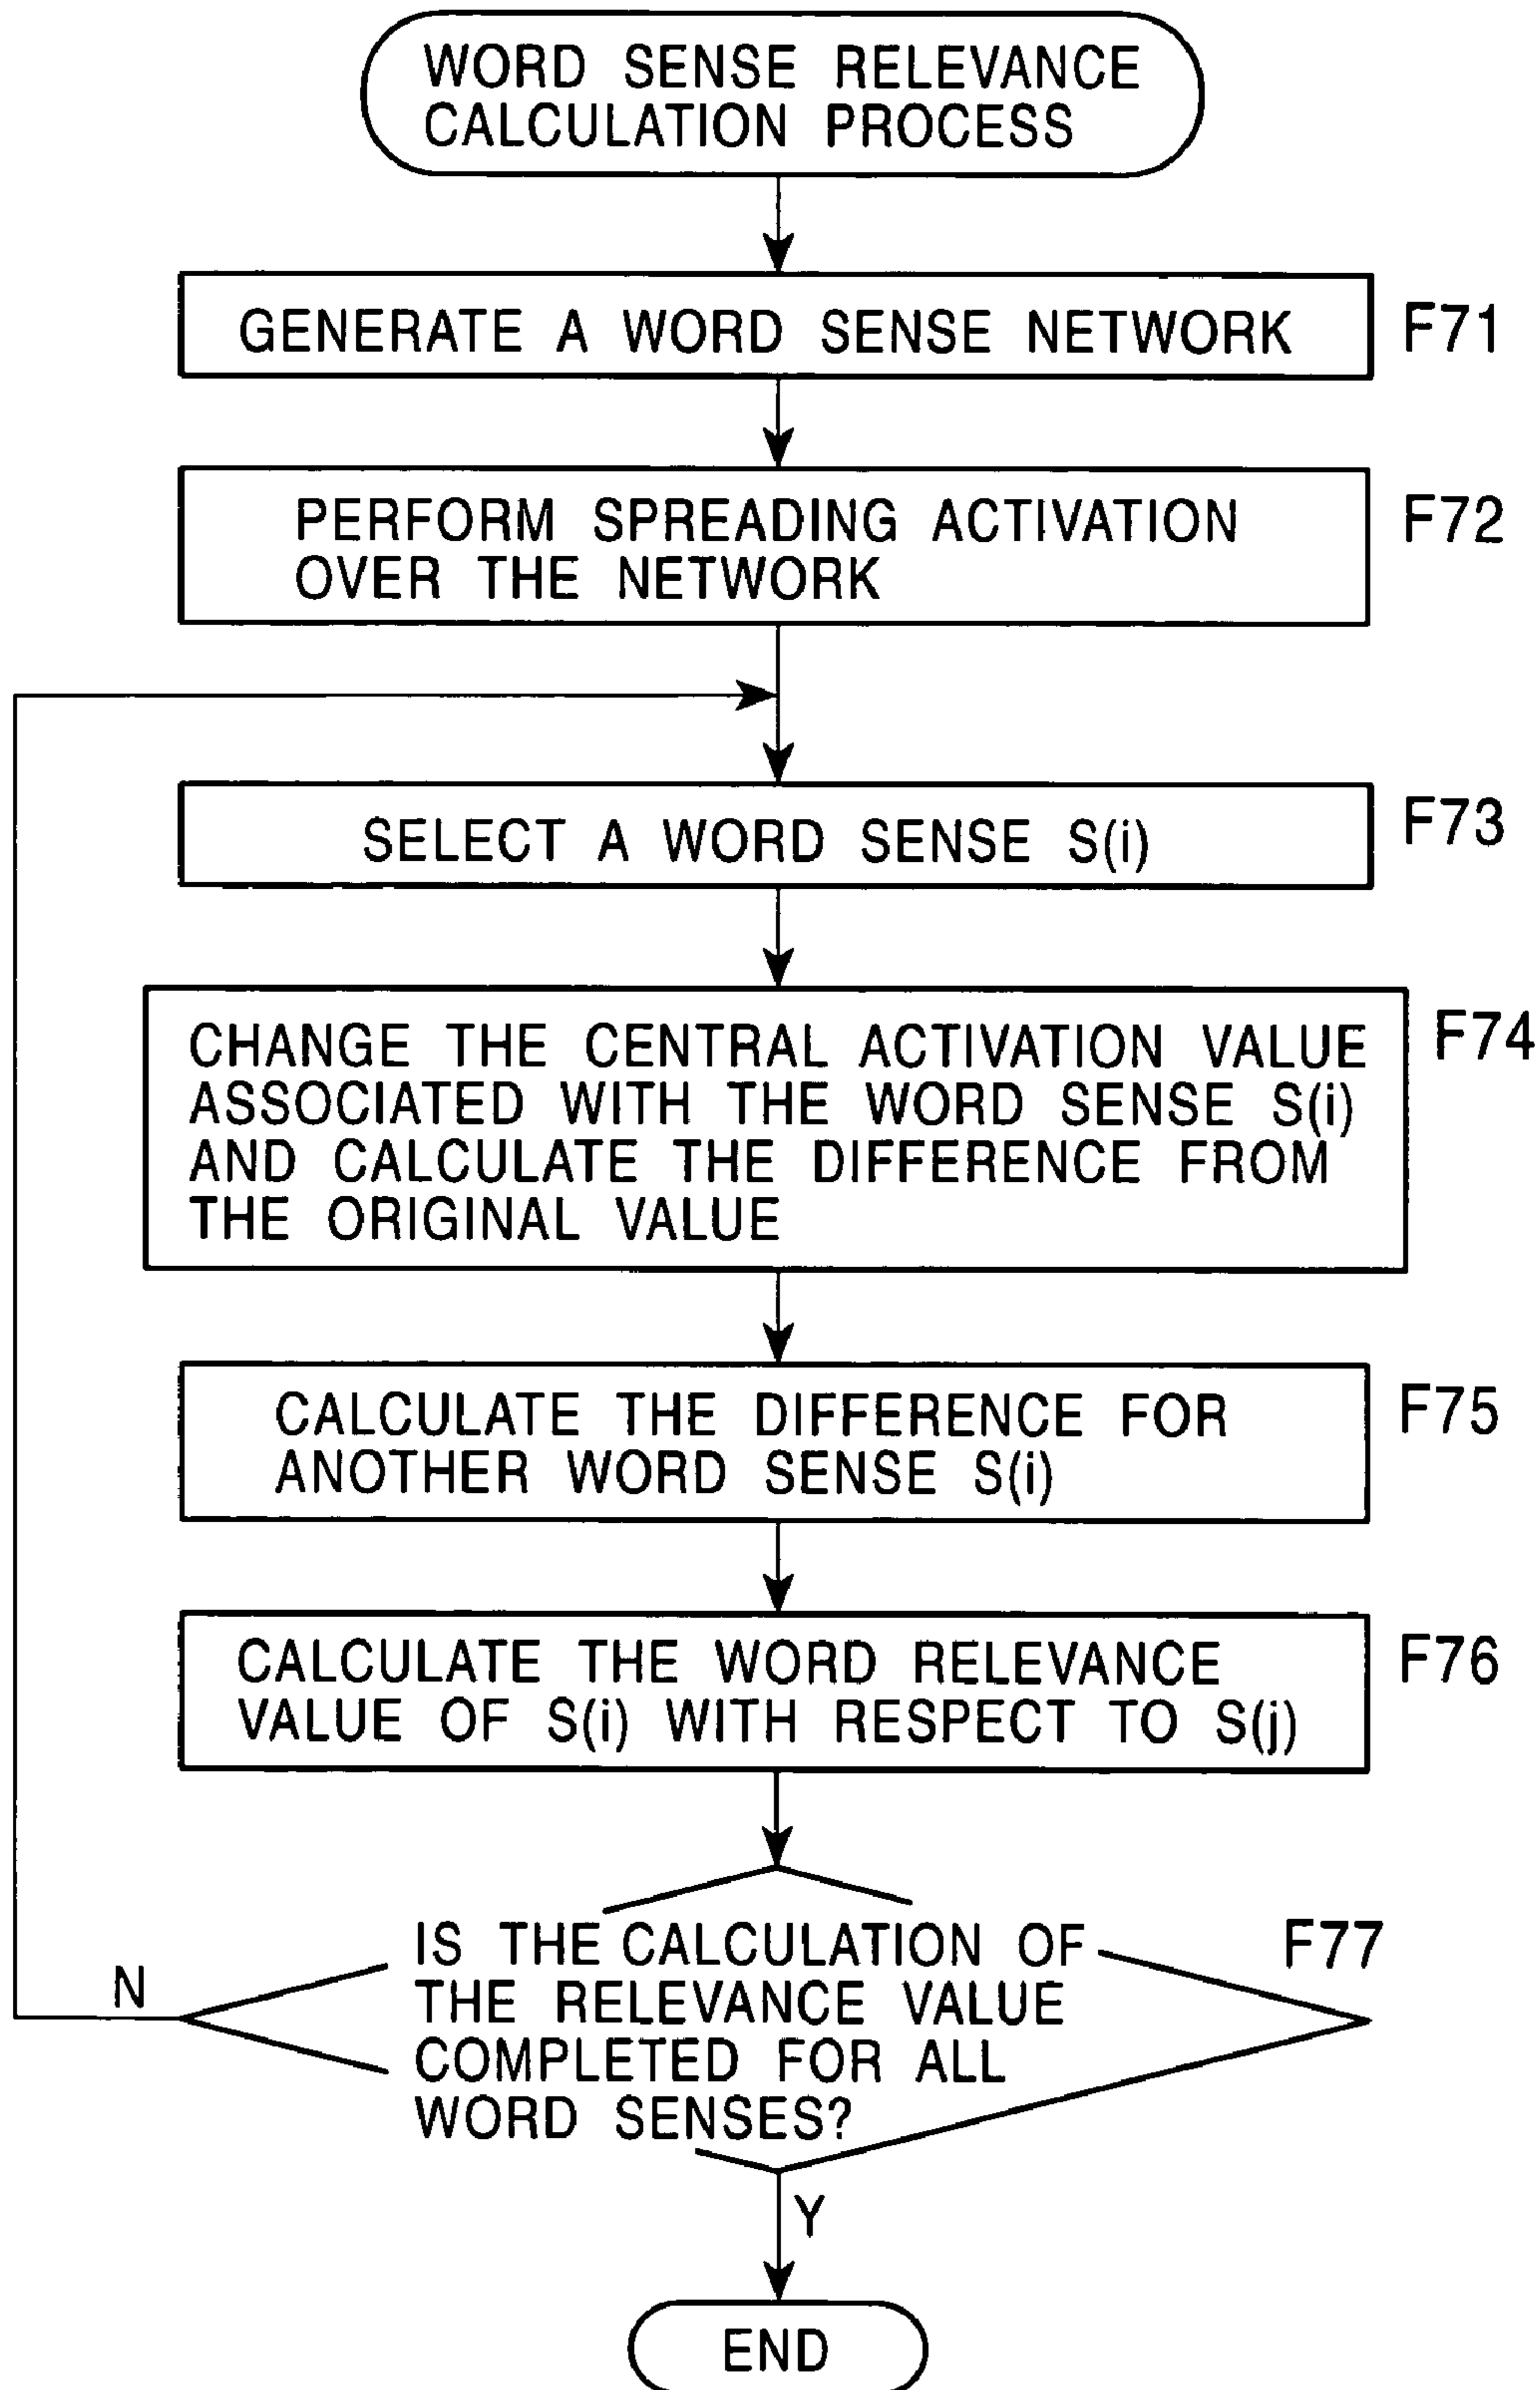 WORD SENSE RELEVANCE
CALCULATION PROCESS
GENERATE A WORD SENSE NETWORK
F71
PERFORM SPREADING ACTIVATION
OVER THE NETWORK
F72
SELECT A WORD SENSE S(i)
F73
CHANGE THE CENTRAL ACTIVATION VALUE
ASSOCIATED WITH THE WORD SENSE S(i)
AND CALCULATE THE DIFFERENCE FROM
THE ORIGINAL VALUE
F74
CALCULATE THE DIFFERENCE FOR
ANOTHER WORD SENSE S(i)
F75
CALCULATE THE WORD RELEVANCE
VALUE OF S(i) WITH RESPECT TO S(j)
F76
IS THE CALCULATION OF
THE RELEVANCE VALUE
COMPLETED FOR ALL
WORD SENSES?
F77
N
Y
END